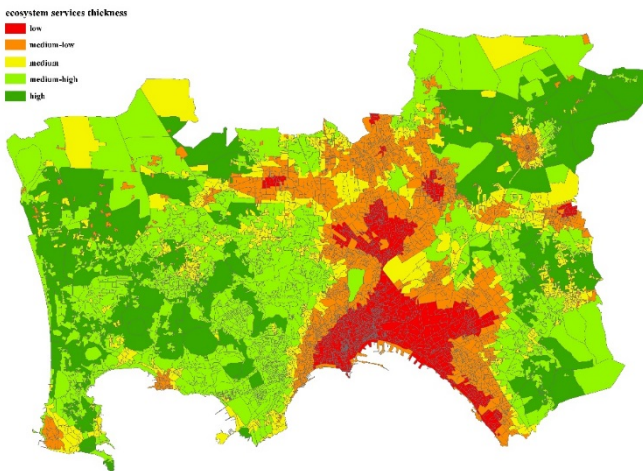 ecosystem services thickness
low
medium-low
medium
medium-high
high